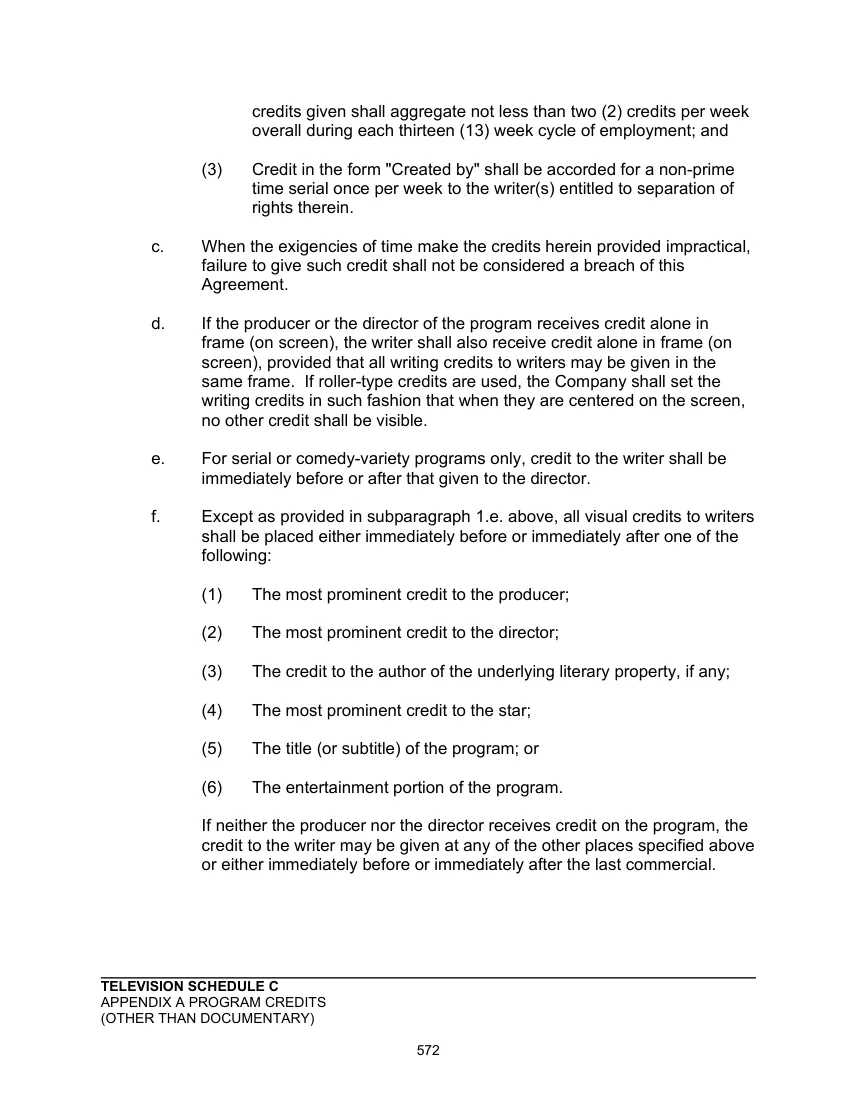 credits given shall aggregate not less than two (2) credits per week
overall during each thirteen (13) week cycle of employment; and
(3) Credit in the form "Created by" shall be accorded for a non-prime
time serial once per week to the writer(s) entitled to separation of
rights therein.
c. When the exigencies of time make the credits herein provided impractical,
failure to give such credit shall not be considered a breach of this
Agreement.
d. If the producer or the director of the program receives credit alone in
frame (on screen), the writer shall also receive credit alone in frame (on
screen), provided that all writing credits to writers may be given in the
same frame.  If roller-type credits are used, the Company shall set the
writing credits in such fashion that when they are centered on the screen,
no other credit shall be visible.
e. For serial or comedy-variety programs only, credit to the writer shall be
immediately before or after that given to the director.
f. Except as provided in subparagraph 1.e. above, all visual credits to writers
shall be placed either immediately before or immediately after one of the
following:
(1) The most prominent credit to the producer;
(2) The most prominent credit to the director;
(3) The credit to the author of the underlying literary property, if any;
(4) The most prominent credit to the star;
(5) The title (or subtitle) of the program; or
(6) The entertainment portion of the program.
If neither the producer nor the director receives credit on the program, the
credit to the writer may be given at any of the other places specified above
or either immediately before or immediately after the last commercial.
TELEVISION SCHEDULE C
APPENDIX A PROGRAM CREDITS
(OTHER THAN DOCUMENTARY)
572